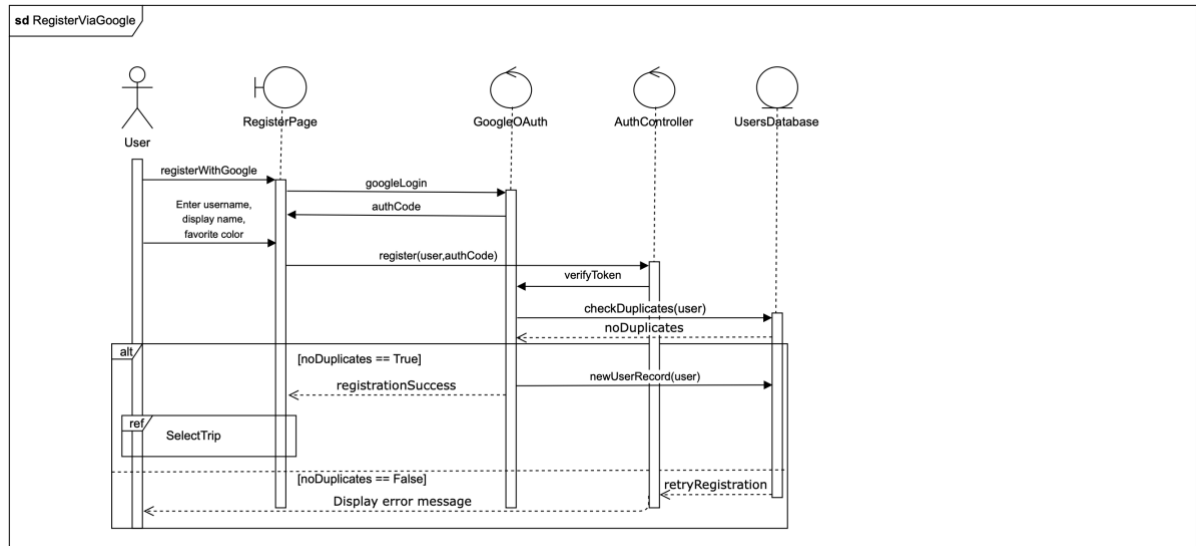 sd RegisterViaGoogle
User
RegisterPage
GoogleOAuth
AuthController
UsersDatabase
registerWithGoogle
googleLogin
authCode
Enter username,
display name,
favorite color
register(user,authCode)
verifyToken
checkDuplicates(user)
noDuplicates
alt
[noDuplicates == True]
newUserRecord(user)
registrationSuccess
ref
SelectTrip
[noDuplicates == False]
retryRegistration
Display error message